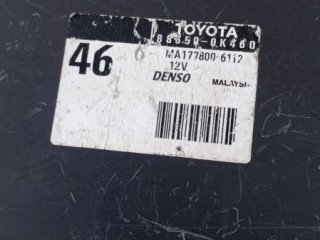 TOYOTA
88650-0K460
46 MA177800-6112
12V
DENSO
MALAYSI